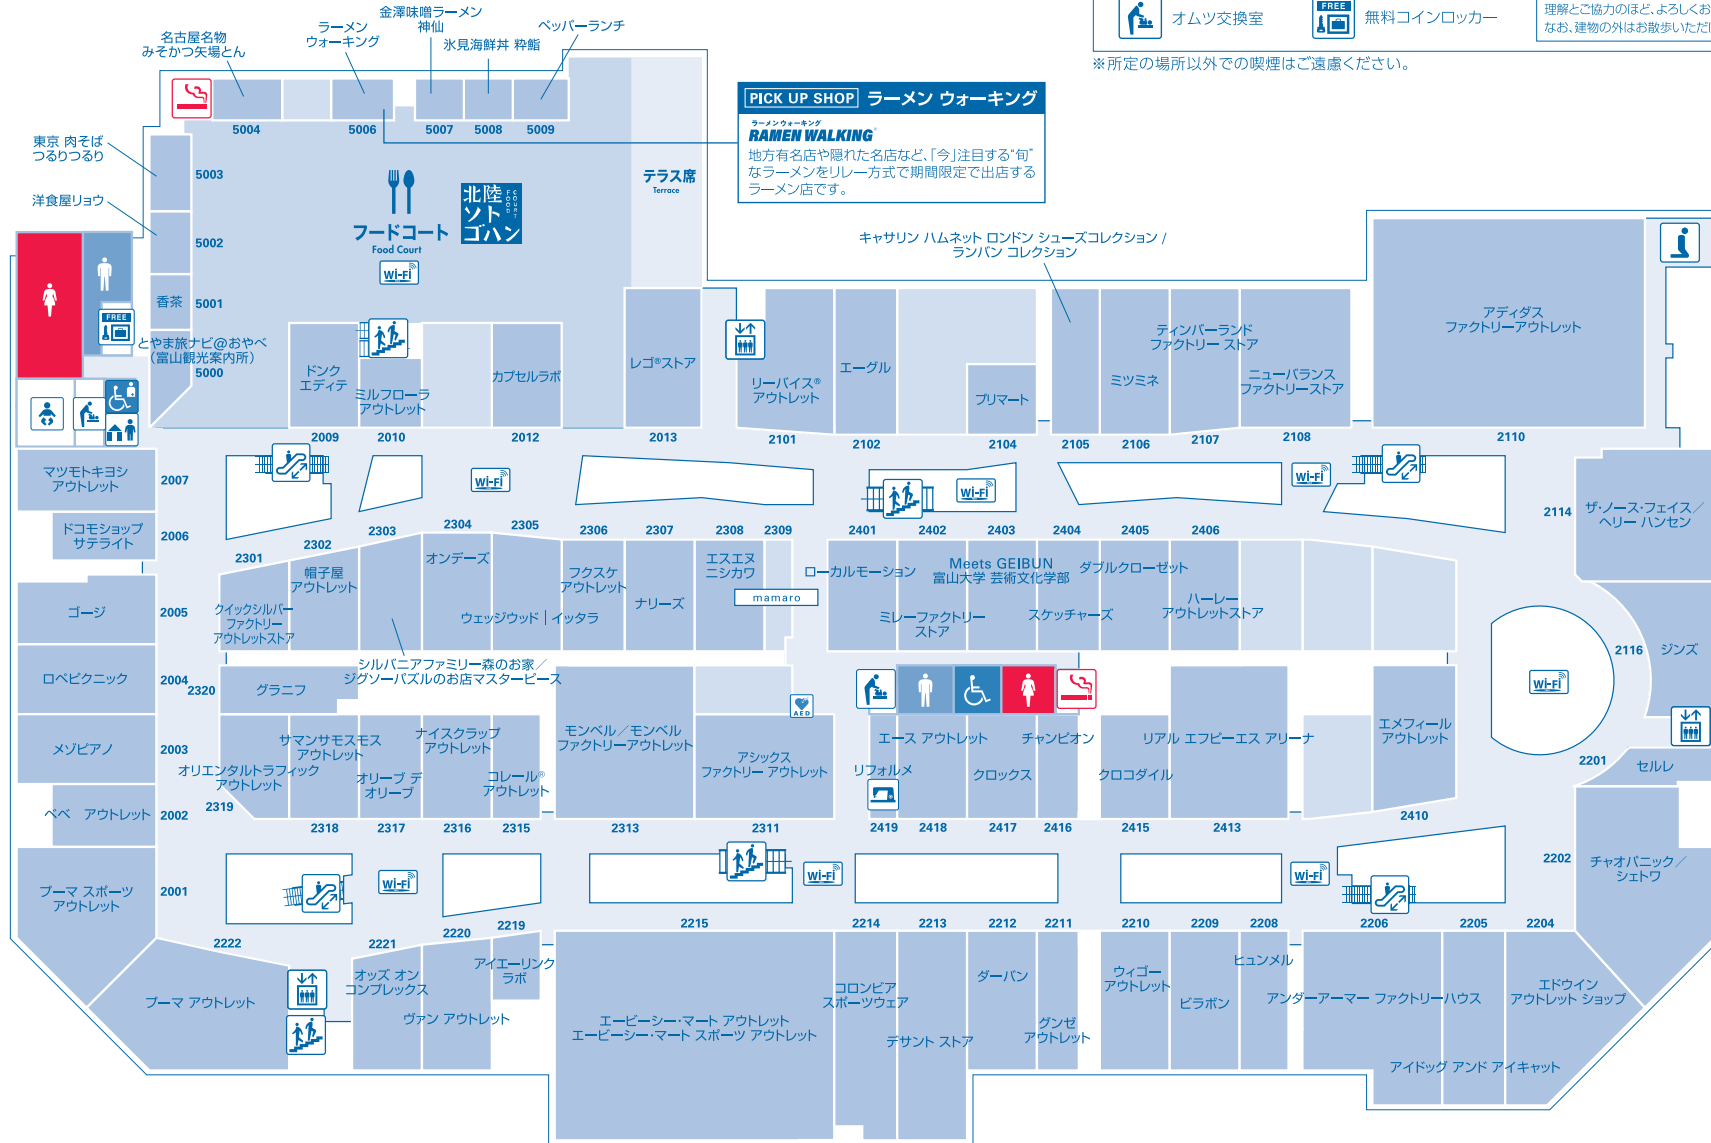 オムツ交換室
FREE
無料コインロッカー
理解とご協力のほど、よろしくお
なお、建物の外はお散歩いただ
※所定の場所以外での喫煙はご遠慮ください。
名古屋名物
みそかつ矢場とん
ラーメン
ウォーキング
金澤味噌ラーメン
神仙
氷見海鮮丼 粋鮨
ペッパーランチ
5004
5006
5007
5008
5009
PICK UP SHOP ラーメン ウォーキング
ラーメンウォーキング
RAMEN WALKING
地方有名店や隠れた名店など、「今」注目する“旬”
なラーメンをリレー方式で期間限定で出店する
ラーメン店です。
東京 肉そば
つるりつるり
5003
洋食屋リョウ
5002
香茶
5001
とやま旅ナビ@おやべ
(富山観光案内所)
5000
FREE
フードコート
Food Court
Wi-Fi
北陸
ソト
ゴハン
FOOD
COURT
テラス席
Terrace
キャサリン ハムネット ロンドン シューズコレクション /
ランバン コレクション
ドンク
エディテ
ミルフローラ
アウトレット
カプセルラボ
レゴ®ストア
リーバイス®
アウトレット
エーグル
プリマート
ミツミネ
ティンバーランド
ファクトリー ストア
ニューバランス
ファクトリーストア
アディダス
ファクトリーアウトレット
2009
2010
2012
2013
2101
2102
2104
2105
2106
2107
2108
2110
マツモトキヨシ
アウトレット
2007
ドコモショップ
サテライト
2006
ゴージ
2005
ロペピクニック
2004
メゾピアノ
2003
べべ アウトレット
2002
プーマ スポーツ
アウトレット
2001
Wi-Fi
Wi-Fi
Wi-Fi
2114
ザ・ノース・フェイス/
ヘリー ハンセン
2301
2302
2303
2304
2305
2306
2307
2308
2309
2401
2402
2403
2404
2405
2406
クイックシルバー
ファクトリー
アウトレットストア
帽子屋
アウトレット
オンデーズ
ウェッジウッド | イッタラ
フクスケ
アウトレット
ナリーズ
エスエヌ
ニシカワ
mamaro
ローカルモーション
ミレーファクトリー
ストア
Meets GEIBUN
富山大学 芸術文化学部
スケッチャーズ
ダブルクローゼット
ハーレー
アウトレットストア
シルバニアファミリー森のお家/
ジグソーパズルのお店マスターピース
2116
ジンズ
Wi-Fi
2320
グラニフ
AED
オリエンタルトラフィック
アウトレット
2319
サマンサモスモス
アウトレット
オリーブ デ
オリーブ
ナイスクラップ
アウトレット
コレール®
アウトレット
モンベル/モンベル
ファクトリーアウトレット
アシックス
ファクトリー アウトレット
リフォルメ
エース アウトレット
クロックス
チャンピオン
クロコダイル
リアル エフピーエス アリーナ
エメフィール
アウトレット
2201
セルレ
2318
2317
2316
2315
2313
2311
2419
2418
2417
2416
2415
2413
2410
2202
チャオパニック/
シェトワ
Wi-Fi
Wi-Fi
Wi-Fi
2222
2221
2220
2219
2215
2214
2213
2212
2211
2210
2209
2208
2206
2205
2204
プーマ アウトレット
オッズ オン
コンプレックス
ヴァン アウトレット
アイエーリンク
ラボ
エービーシー・マート アウトレット
エービーシー・マート スポーツ アウトレット
コロンビア
スポーツウェア
デサント ストア
ダーバン
グンゼ
アウトレット
ウィゴー
アウトレット
ビラボン
ヒュンメル
アンダーアーマー ファクトリーハウス
アイドッグ アンド アイキャット
エドウイン
アウトレット ショップ